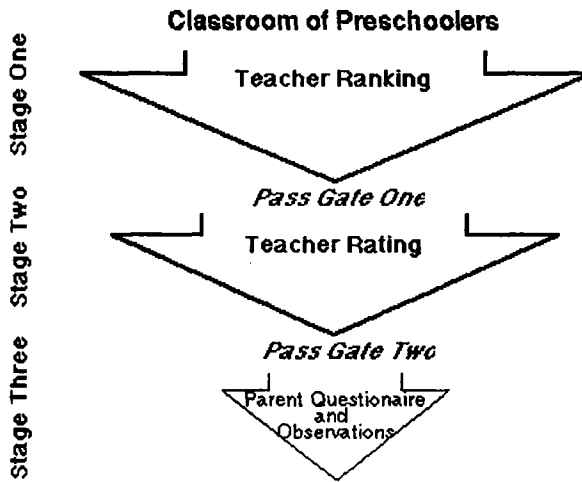 Classroom of Preschoolers
Stage One
Teacher Ranking
Pass Gate One
Stage Two
Teacher Rating
Pass Gate Two
Stage Three
Parent Questionaire
and
Observations